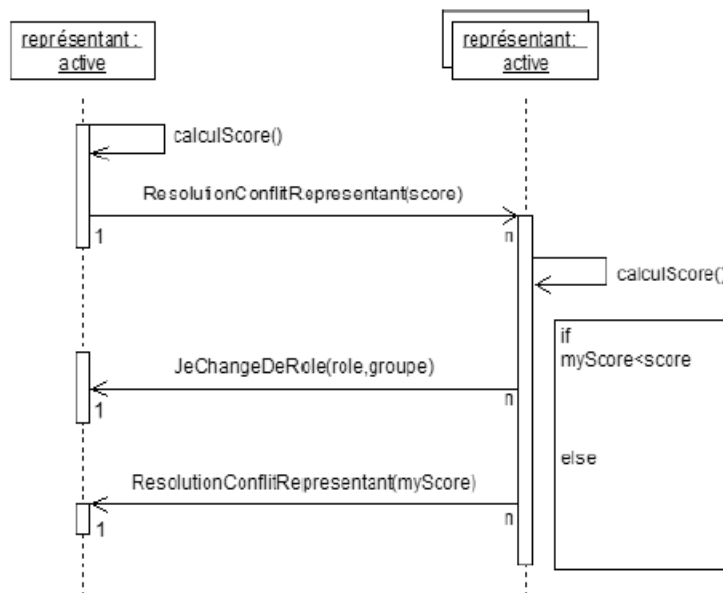 représentant :
active
représentant:
active
calculScore()
ResolutionConflitRepresentant(score)
1
n
calculScore()
if
myScore<score
JeChangeDeRole(role,groupe)
1
n
else
ResolutionConflitRepresentant(myScore)
1
n